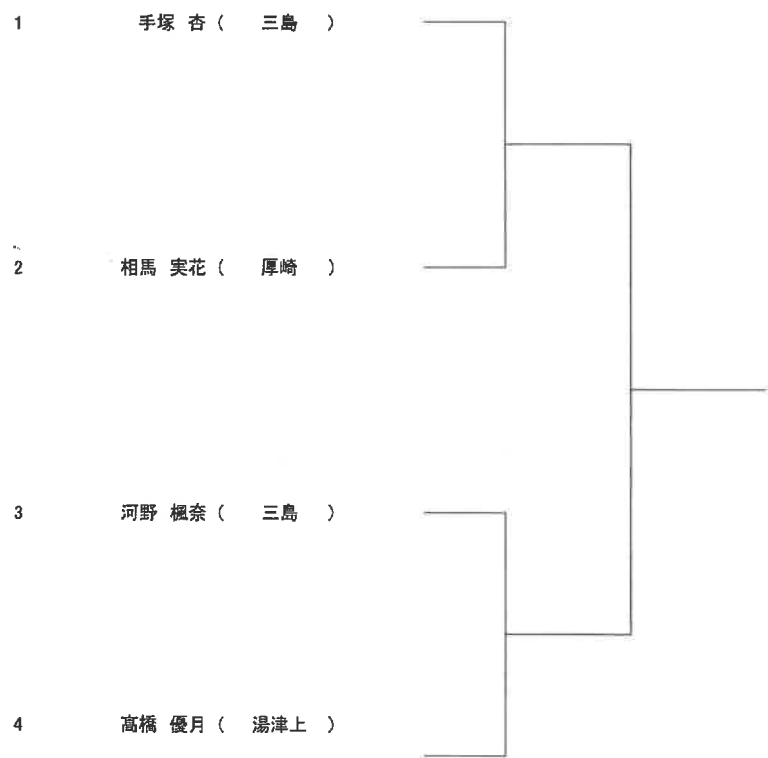 1 手塚 杏 ( 三島 )
2 相馬 実花 ( 厚崎 )
3 河野 楓奈 ( 三島 )
4 髙橋 優月 ( 湯津上 )